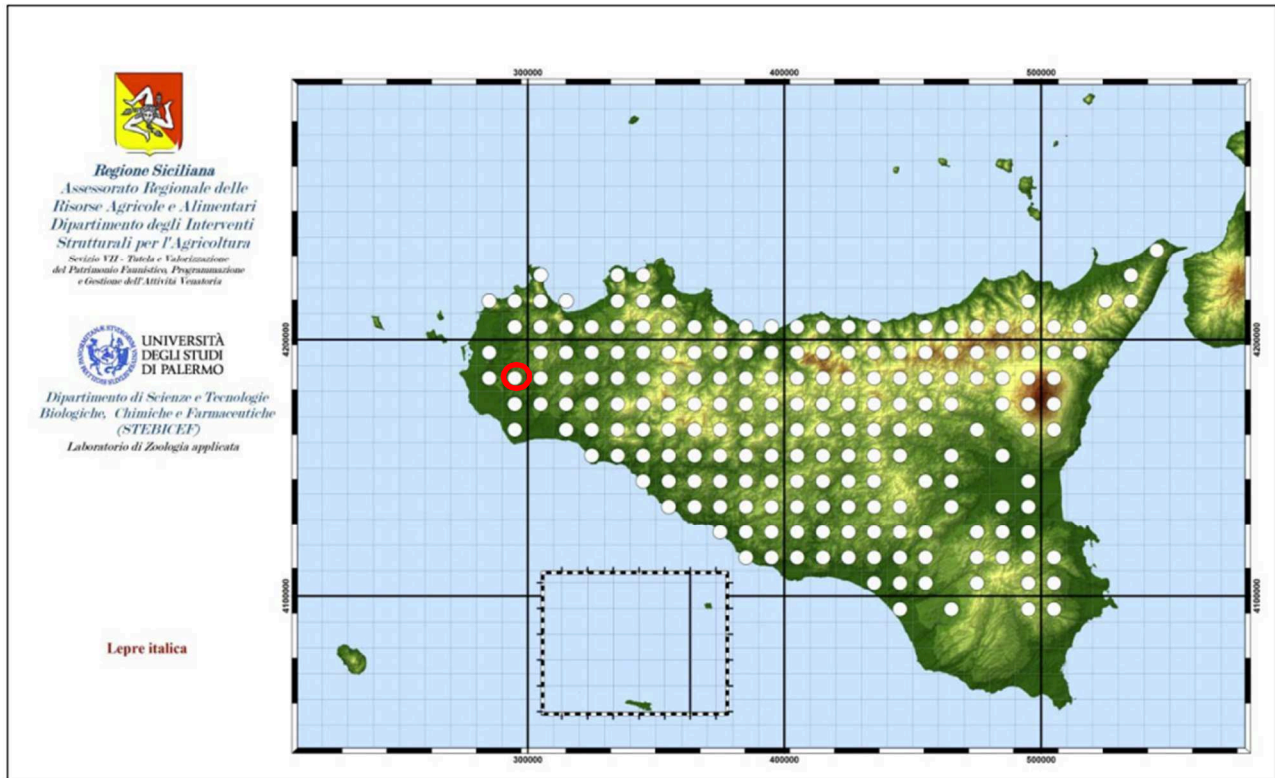 Regione Siciliana
Assessorato Regionale delle
Risorse Agricole e Alimentari
Dipartimento degli Interventi
Strutturali per l'Agricoltura
Sevizio VII - Tutela e Valorizzazione
del Patrimonio Faunistico, Programmazione
e Gestione dell'Attività Venatoria
UNIVERSITÀ
DEGLI STUDI
DI PALERMO
Dipartimento di Scienze e Tecnologie
Biologiche, Chimiche e Farmaceutiche
(STEBICEF)
Laboratorio di Zoologia applicata
Lepre italica
300000 400000 500000
4200000 4200000
4100000 4100000
300000 400000 500000